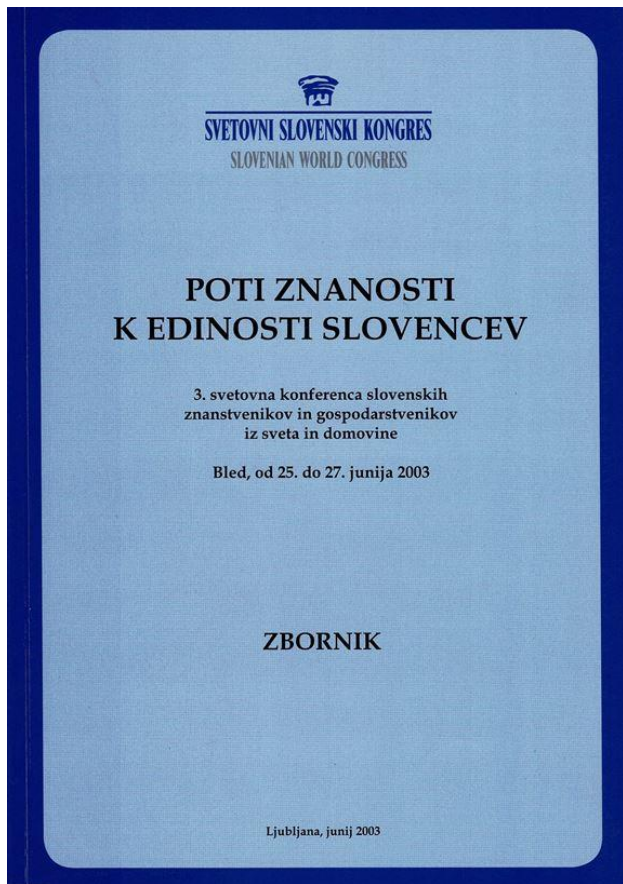 SVETOVNI SLOVENSKI KONGRES
SLOVENIAN WORLD CONGRESS
POTI ZNANOSTI
K EDINOSTI SLOVENCEV
3. svetovna konferenca slovenskih
znanstvenikov in gospodarstvenikov
iz sveta in domovine
Bled, od 25. do 27. junija 2003
ZBORNIK
Ljubljana, junij 2003